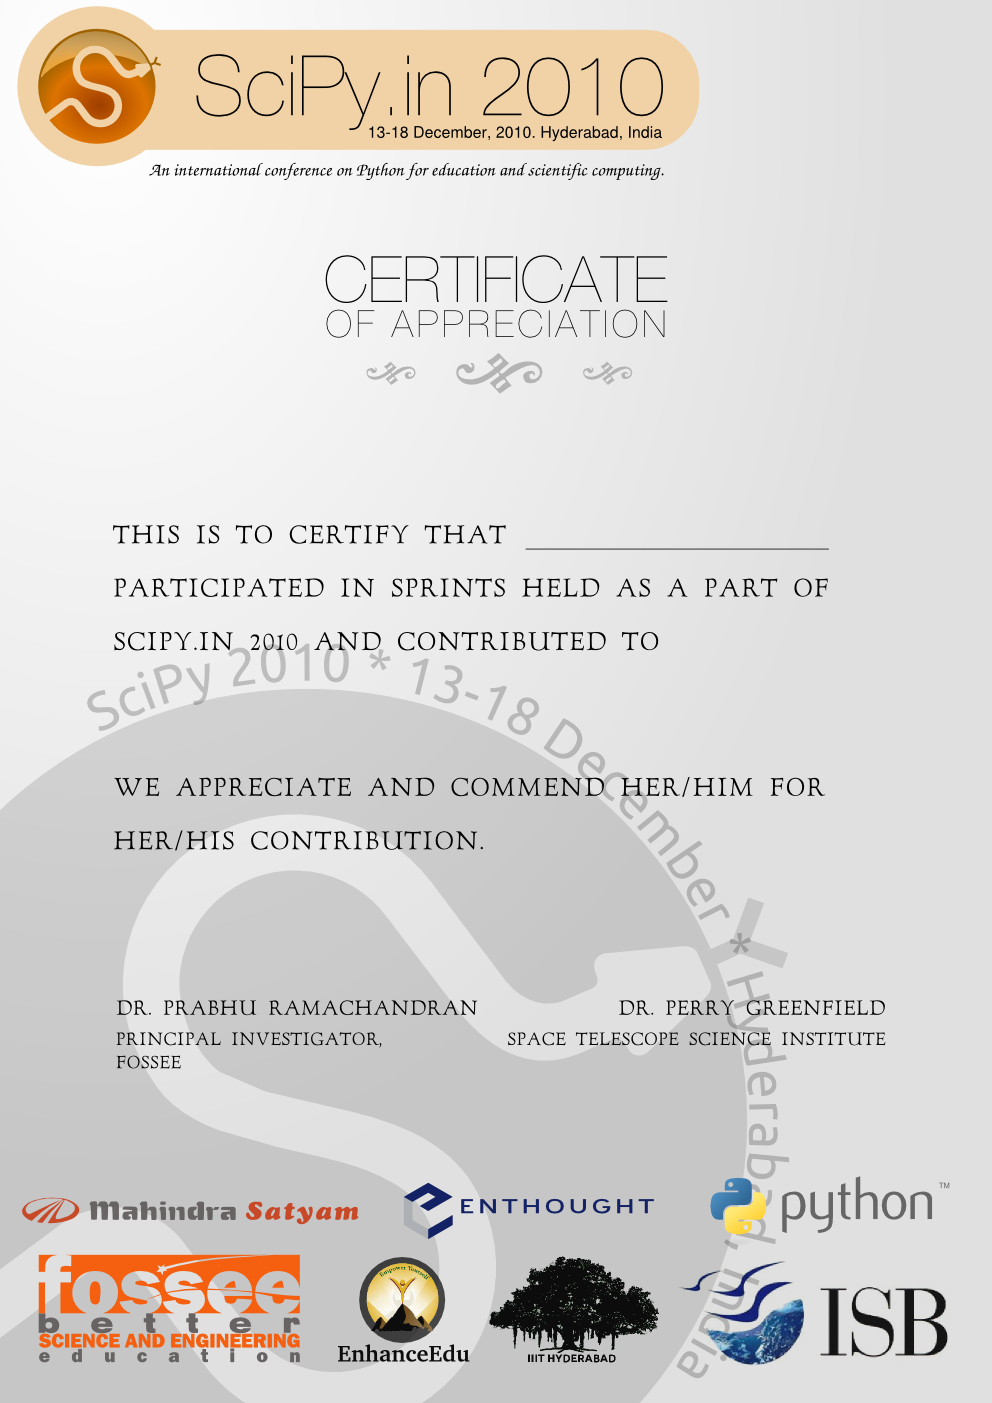 SciPy.in 2010
13-18 December, 2010. Hyderabad, India
An international conference on Python for education and scientific computing.
CERTIFICATE
OF APPRECIATION
THIS IS TO CERTIFY THAT ____________________
PARTICIPATED IN SPRINTS HELD AS A PART OF
SCIPY.IN 2010 AND CONTRIBUTED TO
SciPy 2010 * 13-18 December * Hyderabad, India
WE APPRECIATE AND COMMEND HER/HIM FOR
HER/HIS CONTRIBUTION.
DR. PRABHU RAMACHANDRAN
PRINCIPAL INVESTIGATOR,
FOSSEE
DR. PERRY GREENFIELD
SPACE TELESCOPE SCIENCE INSTITUTE
Mahindra Satyam
ENTHOUGHT
python™
fossee
better
SCIENCE AND ENGINEERING
education
Empower Yourself
EnhanceEdu
IIIT HYDERABAD
ISB